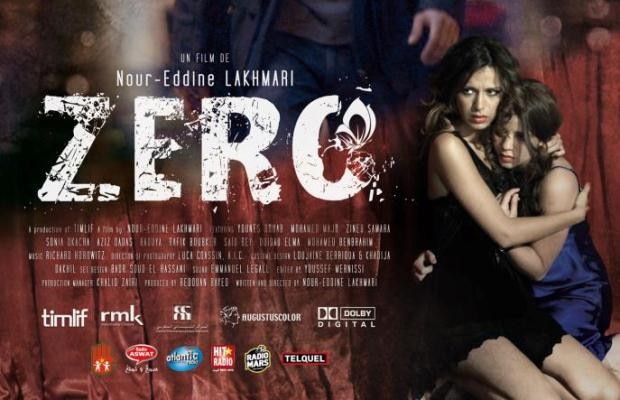 UN FILM DE
Nour-Eddine LAKHMARI
ZERO
A production of TIMLIF A film by: NOUR-EDDINE LAKHMARI Featuring YOUNES BOUAB MOHAMED MAJD ZINEB SAMARA
SONIA OKACHA AZIZ DADAS OUADYA RAFIK BOUBKER SAID BEY OUIDAD ELMA MOHAMED BENBRAHIM
MUSIC RICHARD HOROWITZ DIRECTOR OF PHOTOGRAPHY LUCA COASSIN, A.I.C. COSTUME DESIGN LOUJAINE BERRIDUA & KHADIJA
DAKHIL SET DESIGN BADR SOUD EL HASSANI SOUND EMMANUEL LEGALL EDITED BY YOUSSEF MERNISSI
PRODUCTION MANAGER KHALID ZAIRI PRODUCED BY REDOUAN BAYED WRITTEN AND DIRECTED BY NOUR-EDDINE LAKHMARI
timlif rmk AUGUSTUSCOLOR DOLBY
DIGITAL
Radio ASWAT atlantic HIT RADIO RADIO MARS TELQUEL